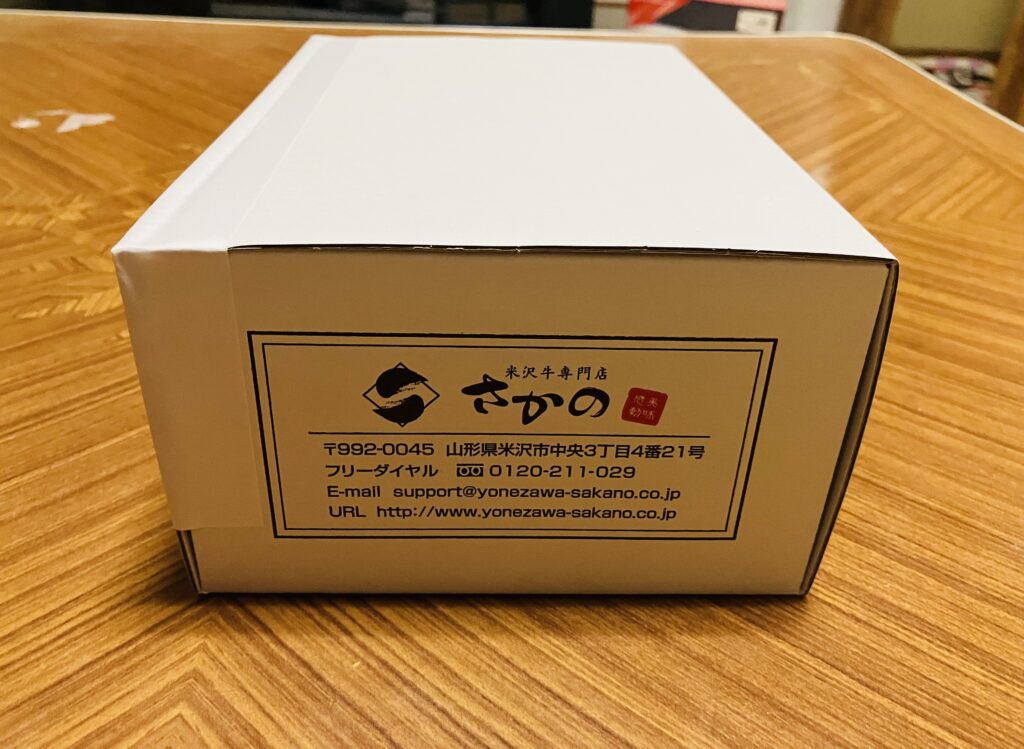 米沢牛専門店
さかの
〒992-0045 山形県米沢市中央3丁目4番21号
フリーダイヤル 0120-211-029
E-mail support@yonezawa-sakano.co.jp
URL http://www.yonezawa-sakano.co.jp